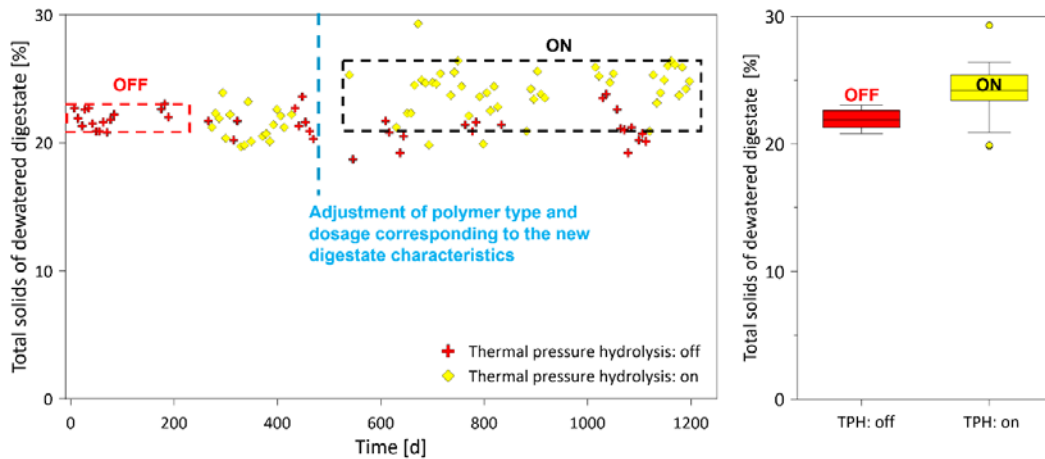 Total solids of dewatered digestate [%]
30
20
10
0
OFF
ON
Adjustment of polymer type and
dosage corresponding to the new
digestate characteristics
Thermal pressure hydrolysis: off
Thermal pressure hydrolysis: on
0
200
400
600
800
1000
1200
Time [d]
Total solids of dewatered digestate [%]
30
20
10
0
OFF
ON
TPH: off
TPH: on